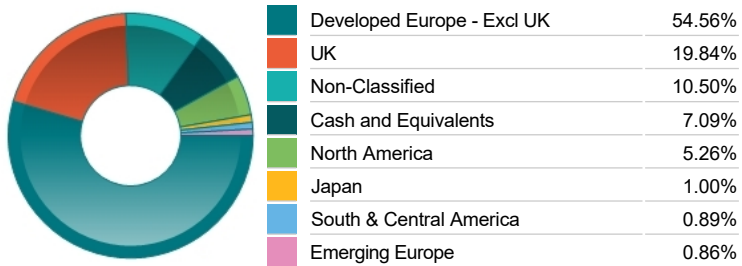 Developed Europe - Excl UK 54.56%
UK 19.84%
Non-Classified 10.50%
Cash and Equivalents 7.09%
North America 5.26%
Japan 1.00%
South & Central America 0.89%
Emerging Europe 0.86%